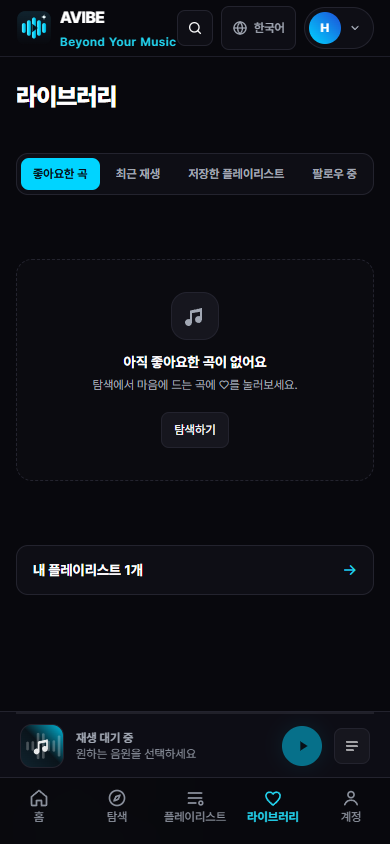 AVIBE
Beyond Your Music
한국어
H
라이브러리
좋아요한 곡
최근 재생
저장한 플레이리스트
팔로우 중
아직 좋아요한 곡이 없어요
탐색에서 마음에 드는 곡에 ♡를 눌러보세요.
탐색하기
내 플레이리스트 1개
재생 대기 중
원하는 음원을 선택하세요
홈
탐색
플레이리스트
라이브러리
계정